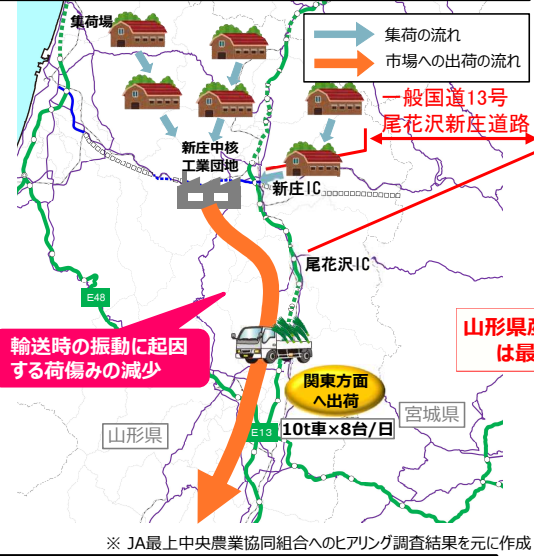 集荷場
集荷の流れ
市場への出荷の流れ
一般国道13号
尾花沢新庄道路
新庄中核
工業団地
新庄IC
尾花沢IC
E48
輸送時の振動に起因
する荷傷みの減少
山形県産
は最
関東方面
へ出荷
宮城県
山形県
E13
10t車×8台/日
※ JA最上中央農業協同組合へのヒアリング調査結果を元に作成